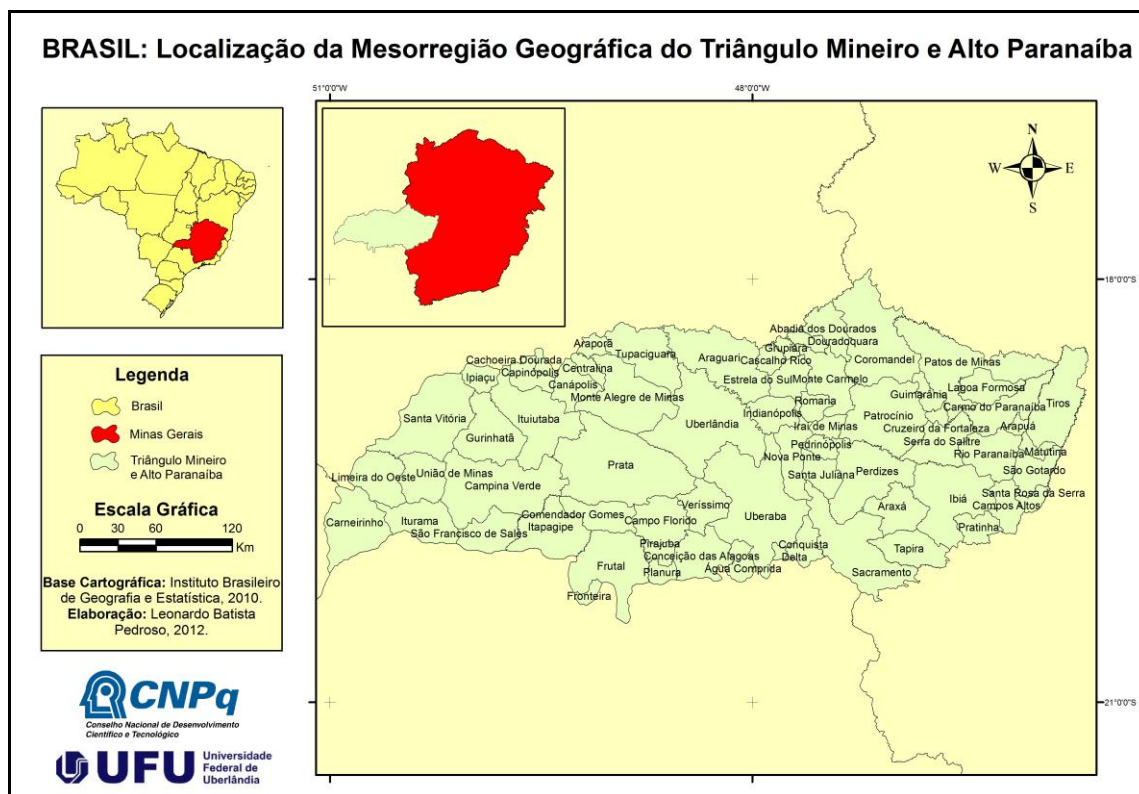 BRASIL: Localização da Mesorregião Geográfica do Triângulo Mineiro e Alto Paranaíba
51°0'0"W
48°0'0"W
N
W
E
S
18°0'0"S
21°0'0"S
Legenda
Brasil
Minas Gerais
Triângulo Mineiro
e Alto Paranaíba
Escala Gráfica
0 30 60 120
Km
Base Cartográfica: Instituto Brasileiro
de Geografia e Estatística, 2010.
Elaboração: Leonardo Batista
Pedroso, 2012.
CNPq
Conselho Nacional de Desenvolvimento
Científico e Tecnológico
UFU
Universidade
Federal de
Uberlândia
Abadia dos Dourados
Douradoquara
Araporã
Tupaciguara
Araguari
Grupiara
Cascalho Rico
Coromandel
Patos de Minas
Cachoeira Dourada
Capinópolis
Centralina
Ipiaçu
Canápolis
Estrela do Sul
Monte Carmelo
Lagoa Formosa
Monte Alegre de Minas
Guimarânia
Romaria
Carmo do Paranaíba
Tiros
Santa Vitória
Ituiutaba
Indianópolis
Patrocínio
Uberlândia
Iraí de Minas
Cruzeiro da Fortaleza
Arapuá
Gurinhatã
Pedrinópolis
Serra do Salitre
Nova Ponte
Rio Paranaíba
Matutina
Prata
União de Minas
Santa Juliana
Perdizes
São Gotardo
Limeira do Oeste
Campina Verde
Ibiá
Santa Rosa da Serra
Araxá
Campos Altos
Veríssimo
Comendador Gomes
Uberaba
Carneirinho
Iturama
Itapagipe
Campo Florido
Pratinha
São Francisco de Sales
Pirajuba
Conquista
Tapira
Conceição das Alagoas
Delta
Frutal
Planura
Água Comprida
Sacramento
Fronteira